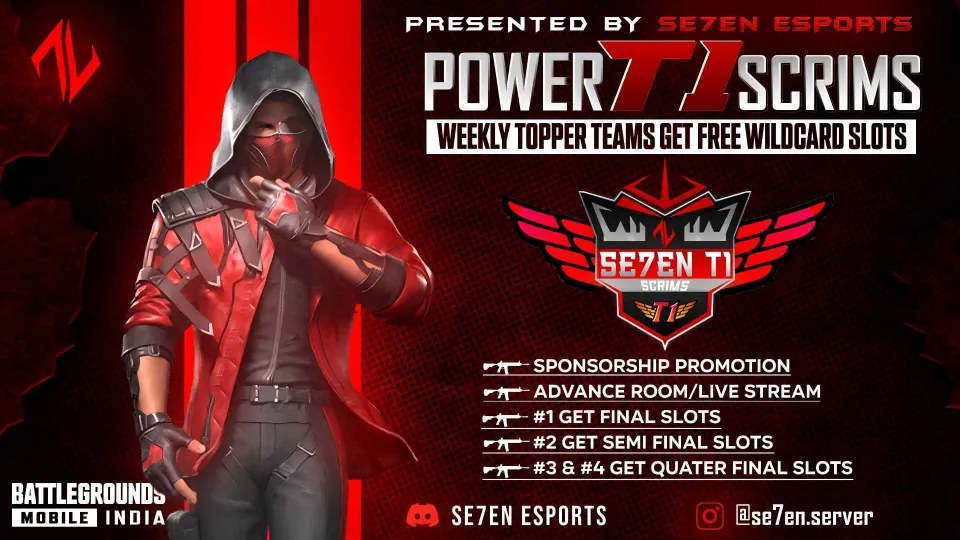 PRESENTED BY SE7EN ESPORTS
POWER T1 SCRIMS
WEEKLY TOPPER TEAMS GET FREE WILDCARD SLOTS
SE7EN T1
SCRIMS
T1
SPONSORSHIP PROMOTION
ADVANCE ROOM/LIVE STREAM
#1 GET FINAL SLOTS
#2 GET SEMI FINAL SLOTS
#3 & #4 GET QUATER FINAL SLOTS
BATTLEGROUNDS
MOBILE INDIA
SE7EN ESPORTS
@se7en.server